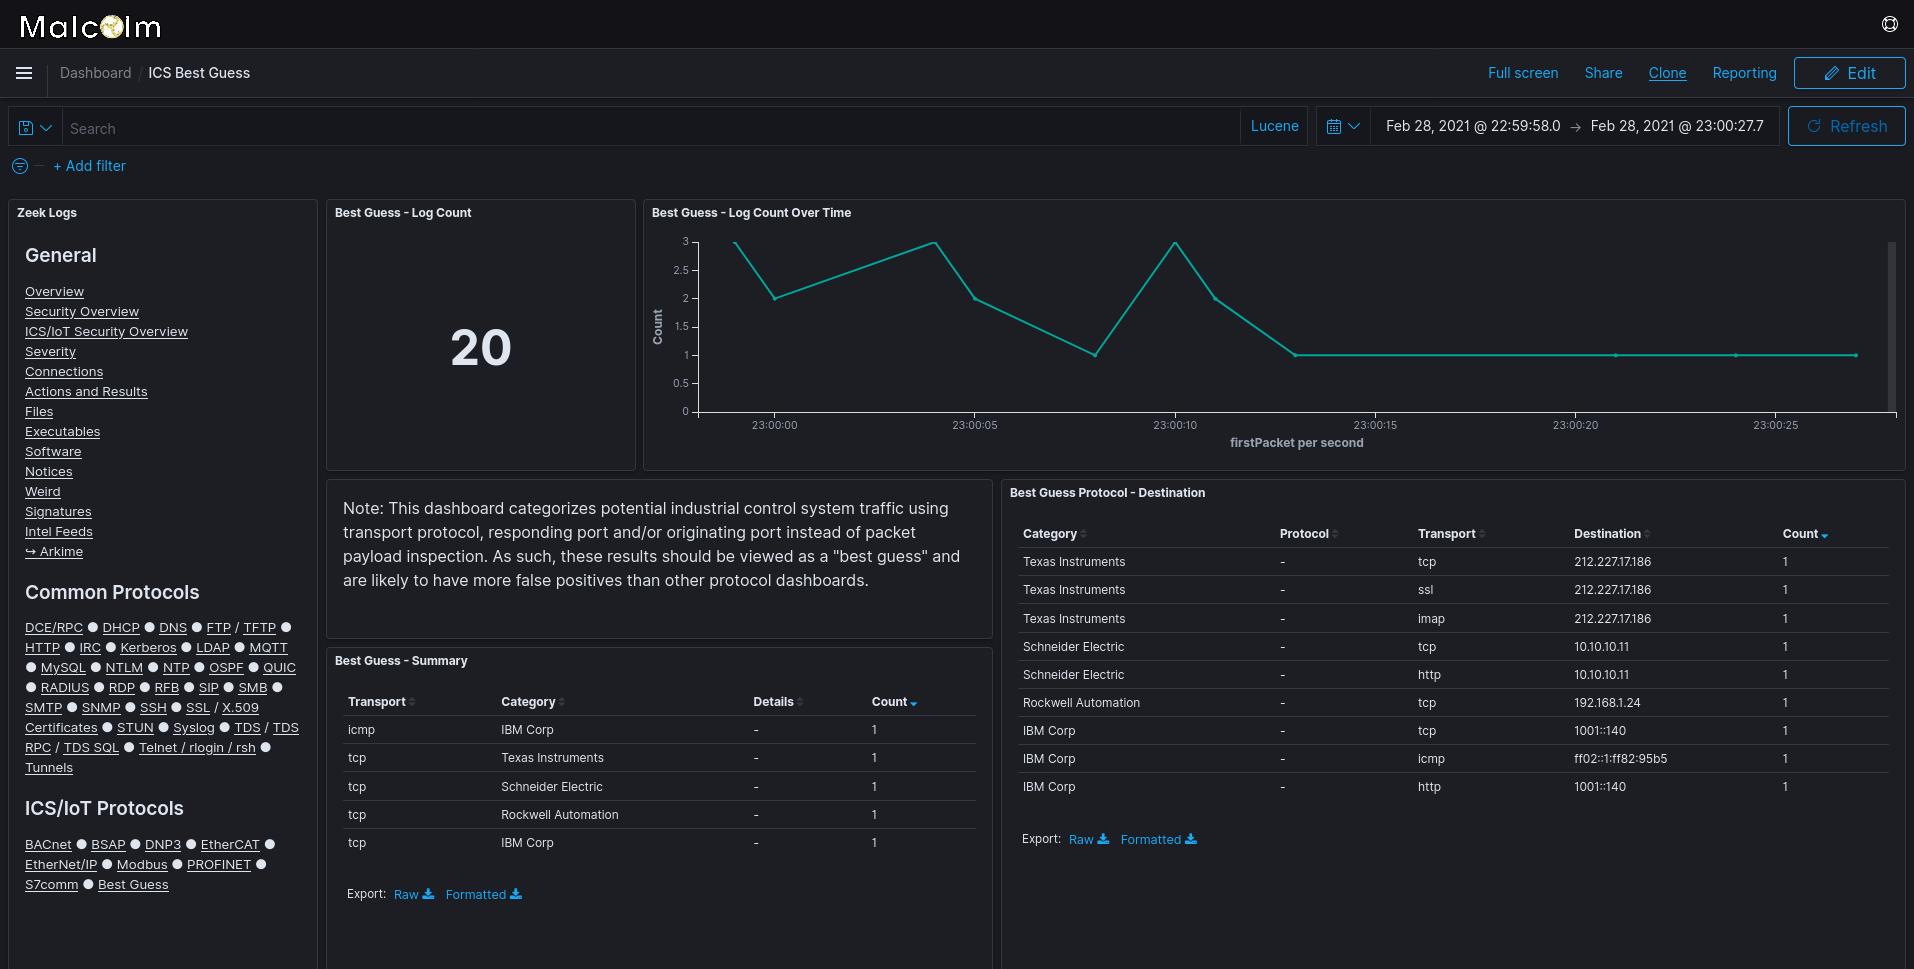 Malcolm
Dashboard / ICS Best Guess
Full screen Share Clone Reporting Edit
Search
Lucene
Feb 28, 2021 @ 22:59:58.0 → Feb 28, 2021 @ 23:00:27.7
Refresh
+ Add filter
Zeek Logs
General
Overview
Security Overview
ICS/IoT Security Overview
Severity
Connections
Actions and Results
Files
Executables
Software
Notices
Weird
Signatures
Intel Feeds
↪ Arkime
Common Protocols
DCE/RPC ● DHCP ● DNS ● FTP / TFTP ●
HTTP ● IRC ● Kerberos ● LDAP ● MQTT
● MySQL ● NTLM ● NTP ● OSPF ● QUIC
● RADIUS ● RDP ● RFB ● SIP ● SMB ●
SMTP ● SNMP ● SSH ● SSL / X.509
Certificates ● STUN ● Syslog ● TDS / TDS
RPC / TDS SQL ● Telnet / rlogin / rsh ●
Tunnels
ICS/IoT Protocols
BACnet ● BSAP ● DNP3 ● EtherCAT ●
EtherNet/IP ● Modbus ● PROFINET ●
S7comm ● Best Guess
Best Guess - Log Count
20
Best Guess - Log Count Over Time
Count
3
2.5
2
1.5
1
0.5
0
23:00:00 23:00:05 23:00:10 23:00:15 23:00:20 23:00:25
firstPacket per second
Note: This dashboard categorizes potential industrial control system traffic using
transport protocol, responding port and/or originating port instead of packet
payload inspection. As such, these results should be viewed as a "best guess" and
are likely to have more false positives than other protocol dashboards.
Best Guess - Summary
Transport Category Details Count
icmp IBM Corp - 1
tcp Texas Instruments - 1
tcp Schneider Electric - 1
tcp Rockwell Automation - 1
tcp IBM Corp - 1
Export: Raw Formatted
Best Guess Protocol - Destination
Category Protocol Transport Destination Count
Texas Instruments - tcp 212.227.17.186 1
Texas Instruments - ssl 212.227.17.186 1
Texas Instruments - imap 212.227.17.186 1
Schneider Electric - tcp 10.10.10.11 1
Schneider Electric - http 10.10.10.11 1
Rockwell Automation - tcp 192.168.1.24 1
IBM Corp - tcp 1001::140 1
IBM Corp - icmp ff02::1:ff82:95b5 1
IBM Corp - http 1001::140 1
Export: Raw Formatted